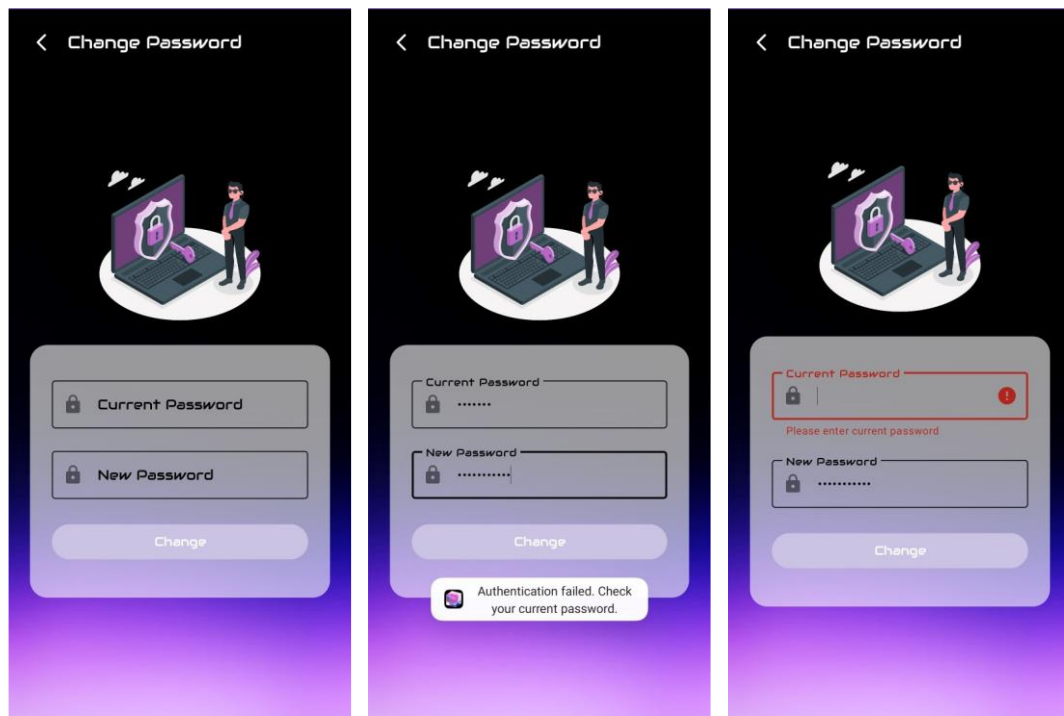 Change Password
Current Password
New Password
Change
Change Password
Current Password
•••••••
New Password
•••••••••••
Change
Authentication failed. Check
your current password.
Change Password
Current Password
Please enter current password
New Password
•••••••••••
Change